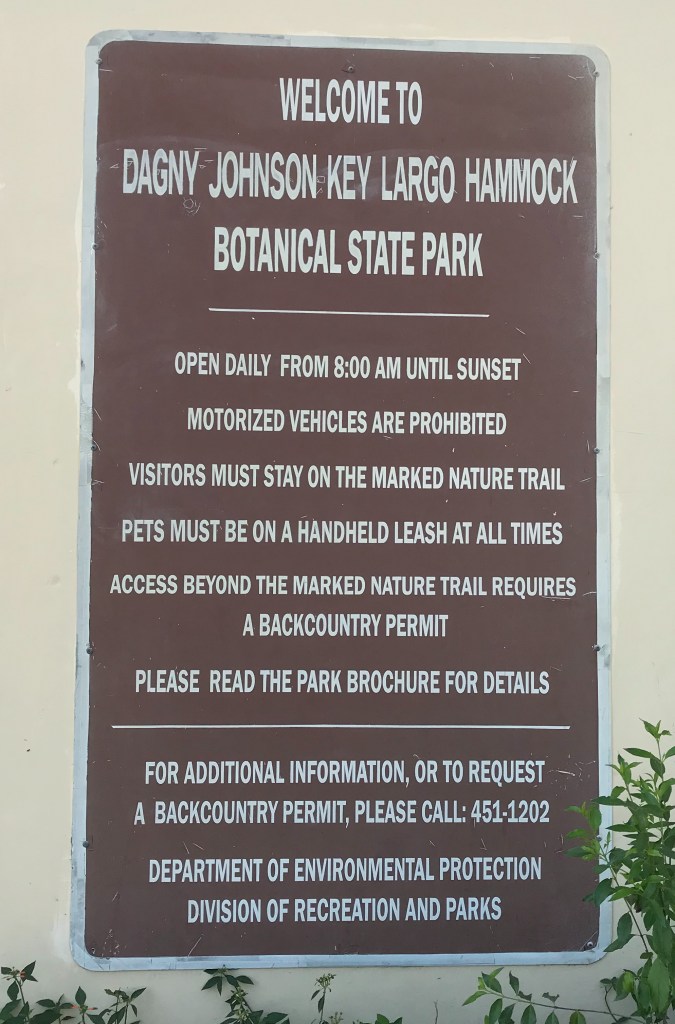 WELCOME TO
DAGNY JOHNSON KEY LARGO HAMMOCK
BOTANICAL STATE PARK
OPEN DAILY FROM 8:00 AM UNTIL SUNSET
MOTORIZED VEHICLES ARE PROHIBITED
VISITORS MUST STAY ON THE MARKED NATURE TRAIL
PETS MUST BE ON A HANDHELD LEASH AT ALL TIMES
ACCESS BEYOND THE MARKED NATURE TRAIL REQUIRES
A BACKCOUNTRY PERMIT
PLEASE READ THE PARK BROCHURE FOR DETAILS
FOR ADDITIONAL INFORMATION, OR TO REQUEST
A BACKCOUNTRY PERMIT, PLEASE CALL: 451-1202
DEPARTMENT OF ENVIRONMENTAL PROTECTION
DIVISION OF RECREATION AND PARKS